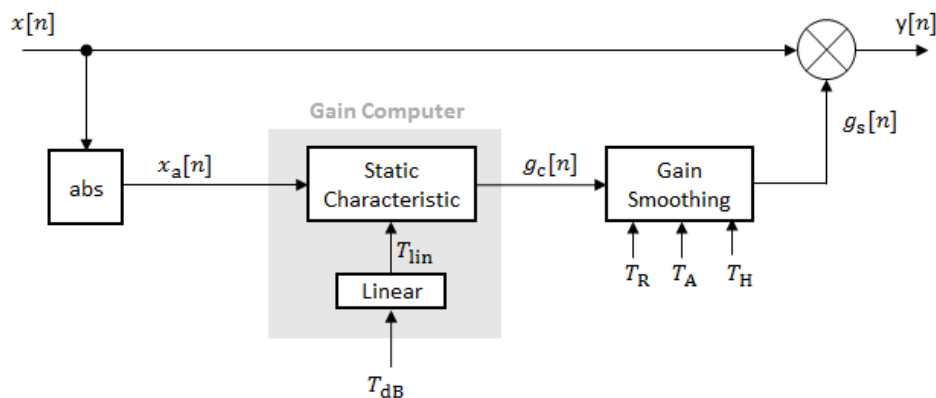 x[n]
y[n]
Gain Computer
g_s[n]
abs
x_a[n]
Static
Characteristic
g_c[n]
Gain
Smoothing
T_lin
T_R
T_A
T_H
Linear
T_dB